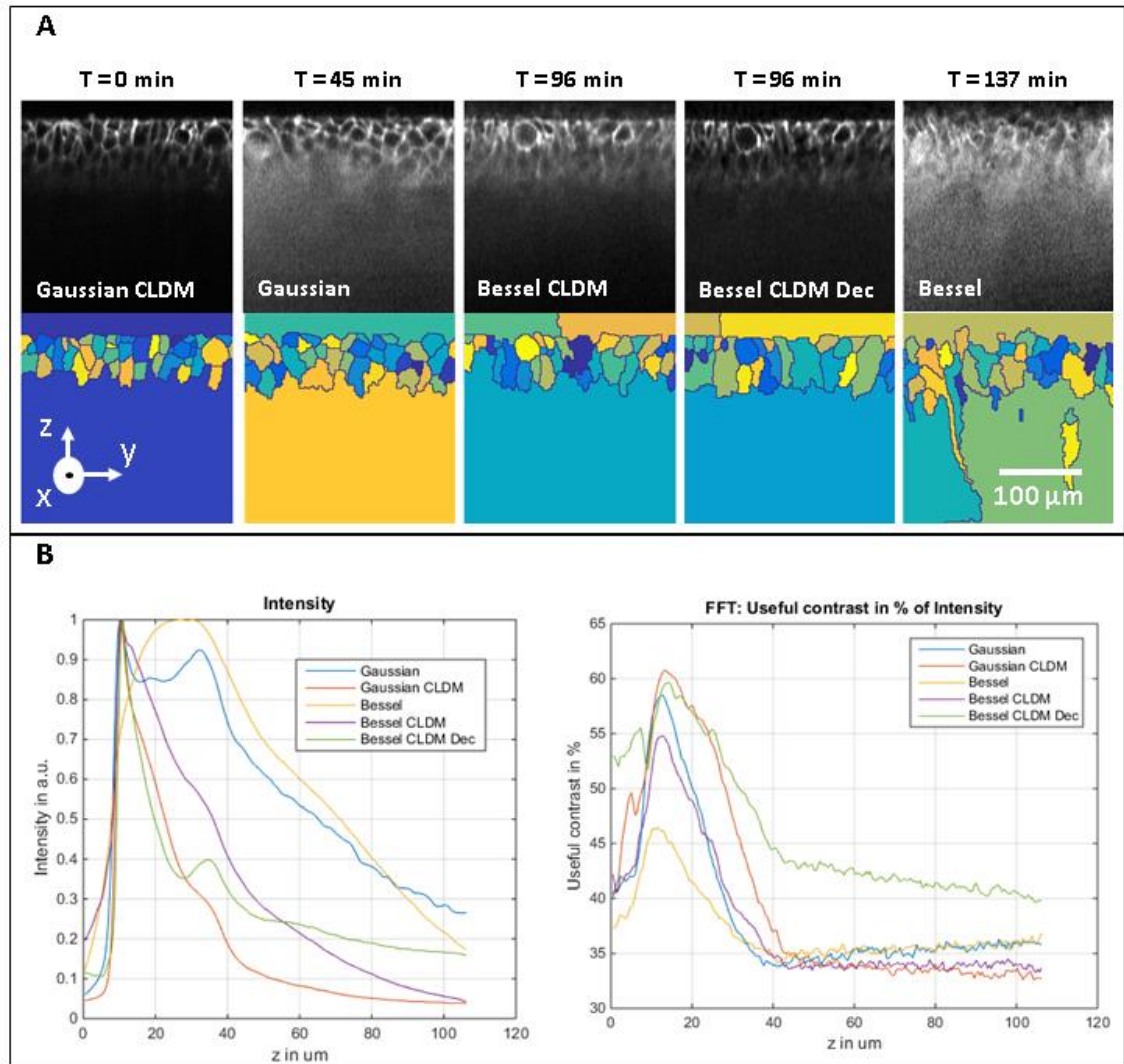 A
T = 0 min T = 45 min T = 96 min T = 96 min T = 137 min
Gaussian CLDM Gaussian Bessel CLDM Bessel CLDM Dec Bessel
z
y
x
100 µm
B
Intensity
Intensity in a.u.
1
0.9
0.8
0.7
0.6
0.5
0.4
0.3
0.2
0.1
0
0 20 40 60 80 100 120
z in um
Gaussian
Gaussian CLDM
Bessel
Bessel CLDM
Bessel CLDM Dec
FFT: Useful contrast in % of Intensity
Useful contrast in %
65
60
55
50
45
40
35
30
0 20 40 60 80 100 120
z in um
Gaussian
Gaussian CLDM
Bessel
Bessel CLDM
Bessel CLDM Dec